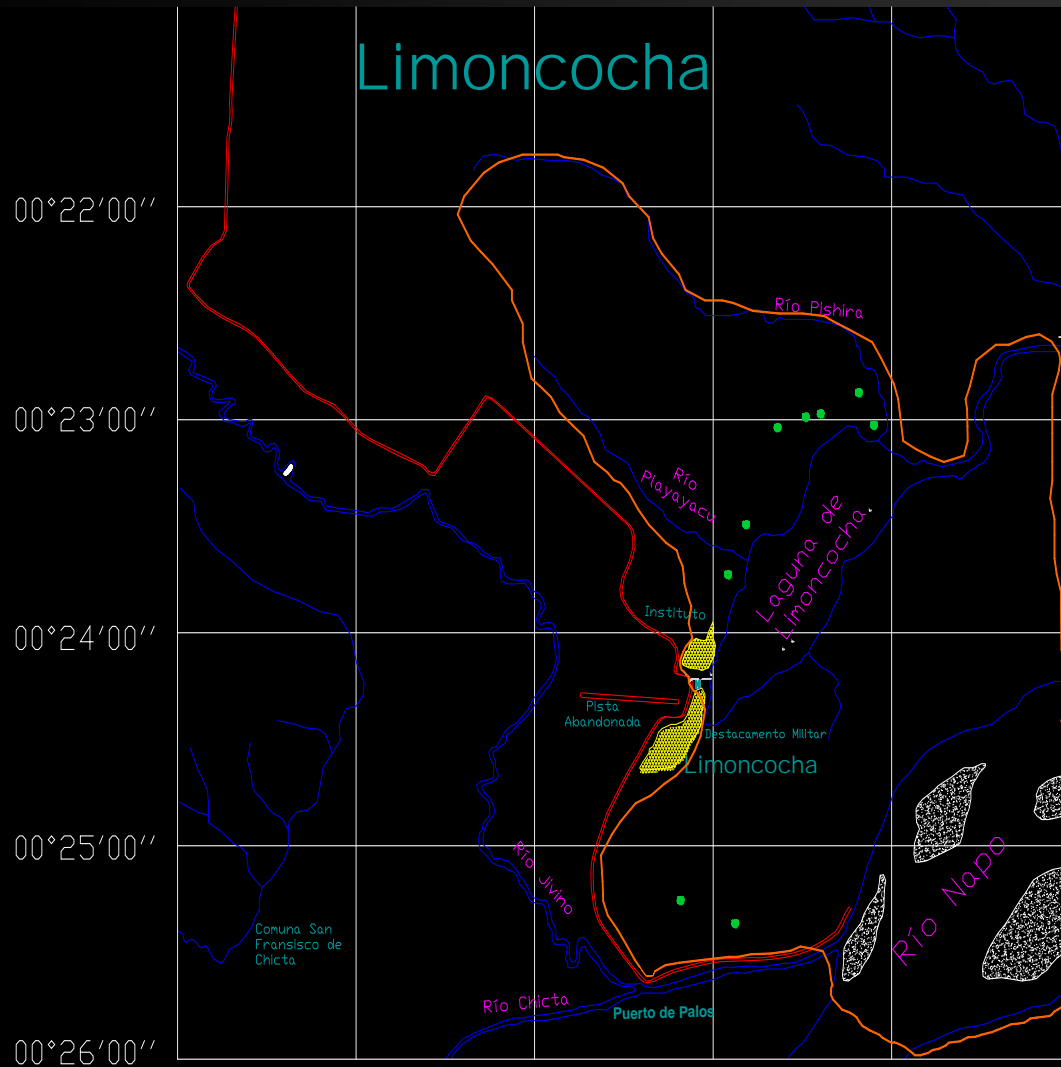 Limoncocha
00°22'00''
Río Pishira
00°23'00''
Río
Playayacu
Laguna de
Limoncocha
Instituto
00°24'00''
Pista
Abandonada
Destacamento Militar
Limoncocha
00°25'00''
Río Jivino
Río Napo
Comuna San
Fransisco de
Chicta
Río Chicta
Puerto de Palos
00°26'00''